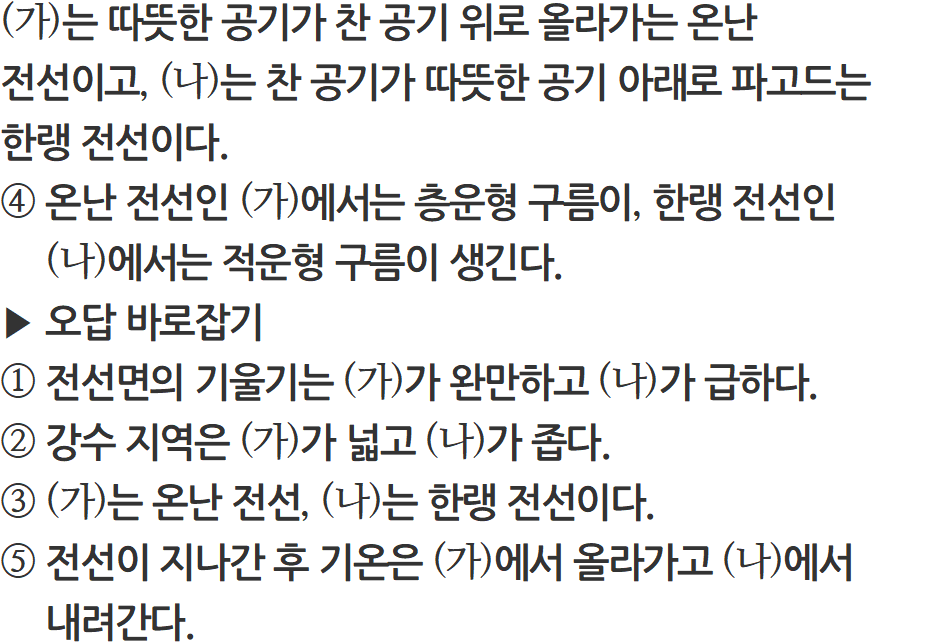 (가)는 따뜻한 공기가 찬 공기 위로 올라가는 온난
전선이고, (나)는 찬 공기가 따뜻한 공기 아래로 파고드는
한랭 전선이다.
④ 온난 전선인 (가)에서는 층운형 구름이, 한랭 전선인
(나)에서는 적운형 구름이 생긴다.
▶ 오답 바로잡기
① 전선면의 기울기는 (가)가 완만하고 (나)가 급하다.
② 강수 지역은 (가)가 넓고 (나)가 좁다.
③ (가)는 온난 전선, (나)는 한랭 전선이다.
⑤ 전선이 지나간 후 기온은 (가)에서 올라가고 (나)에서
내려간다.